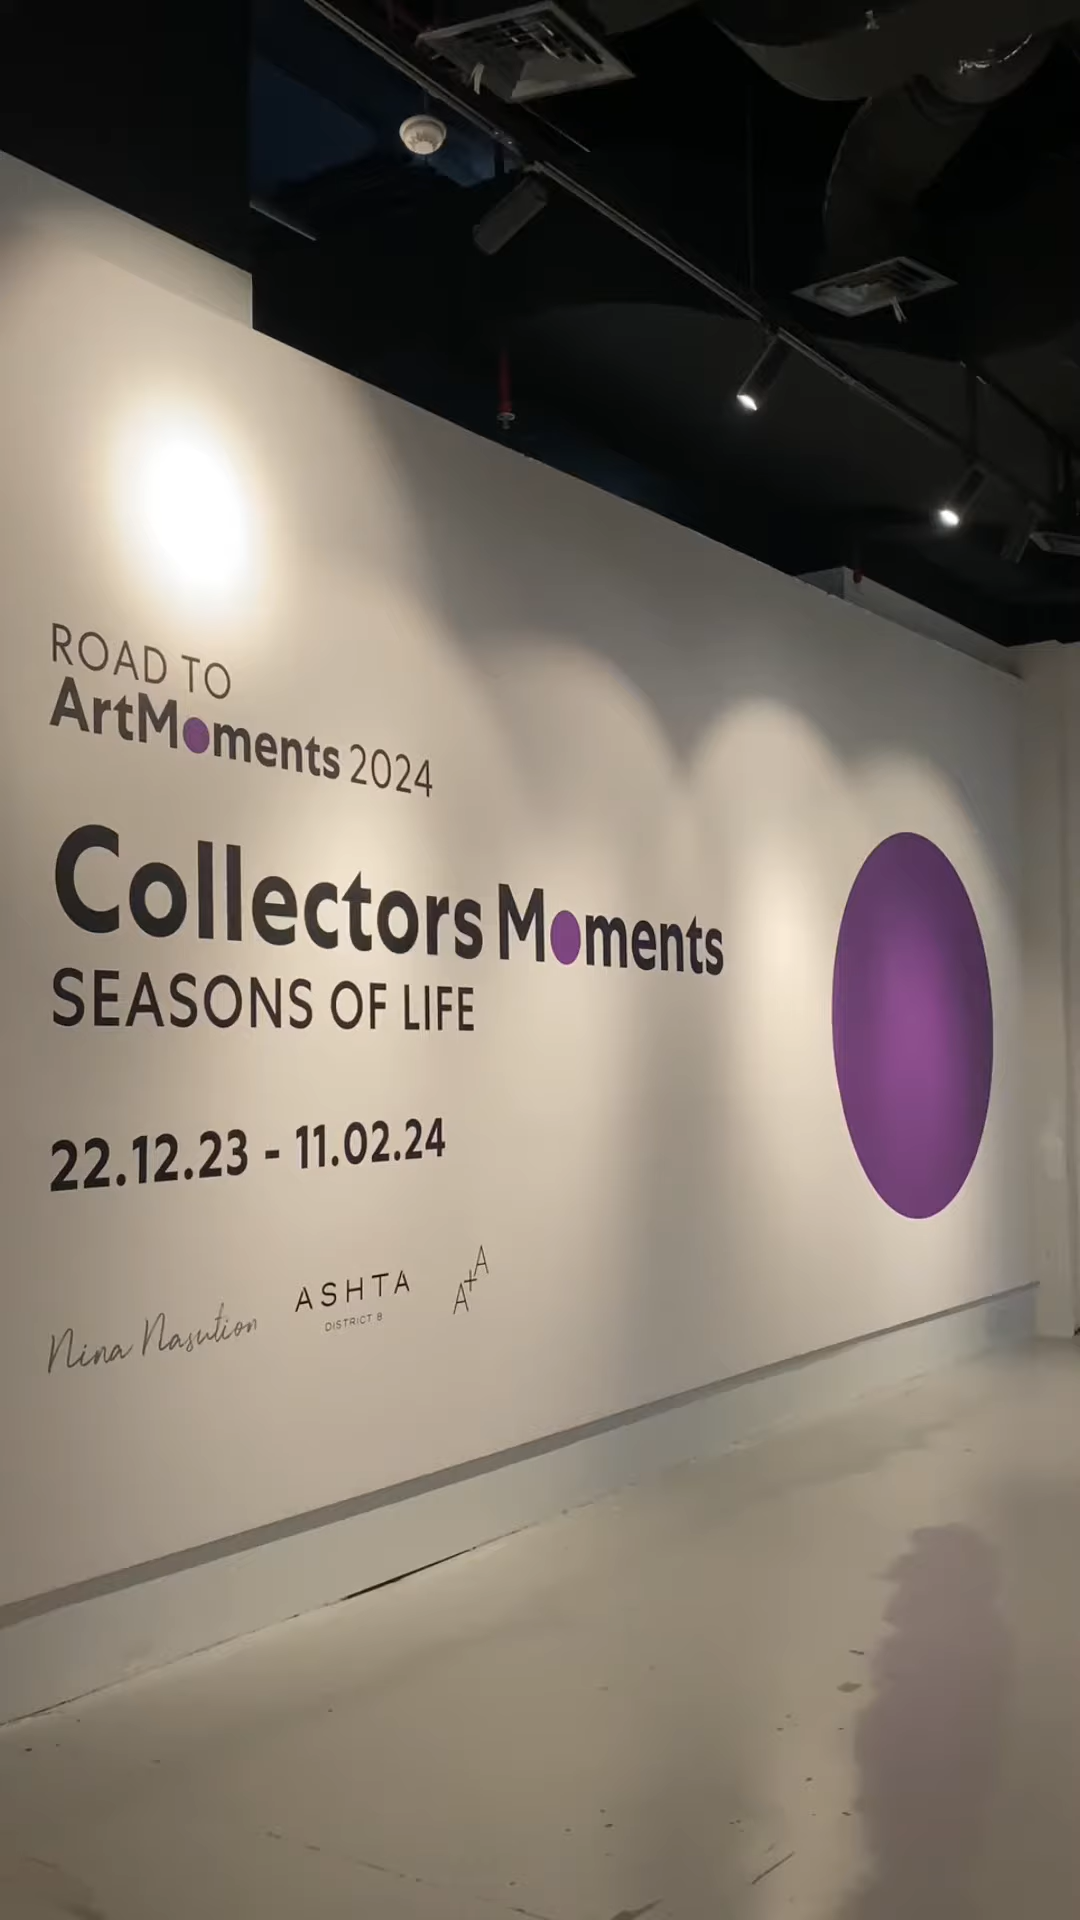 ROAD TO
ArtMoments 2024
Collectors Moments
SEASONS OF LIFE
22.12.23 - 11.02.24
Nina Nasution
ASHTA
DISTRICT 8
A+A